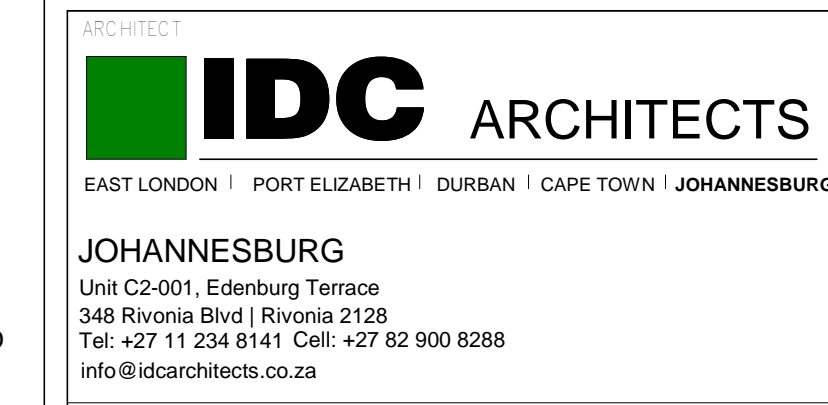 ARCHITECT
IDC ARCHITECTS
EAST LONDON | PORT ELIZABETH | DURBAN | CAPE TOWN | JOHANNESBURG
JOHANNESBURG
Unit C2-001, Edenburg Terrace
348 Rivonia Blvd | Rivonia 2128
Tel: +27 11 234 8141 Cell: +27 82 900 8288
info@idcarchitects.co.za